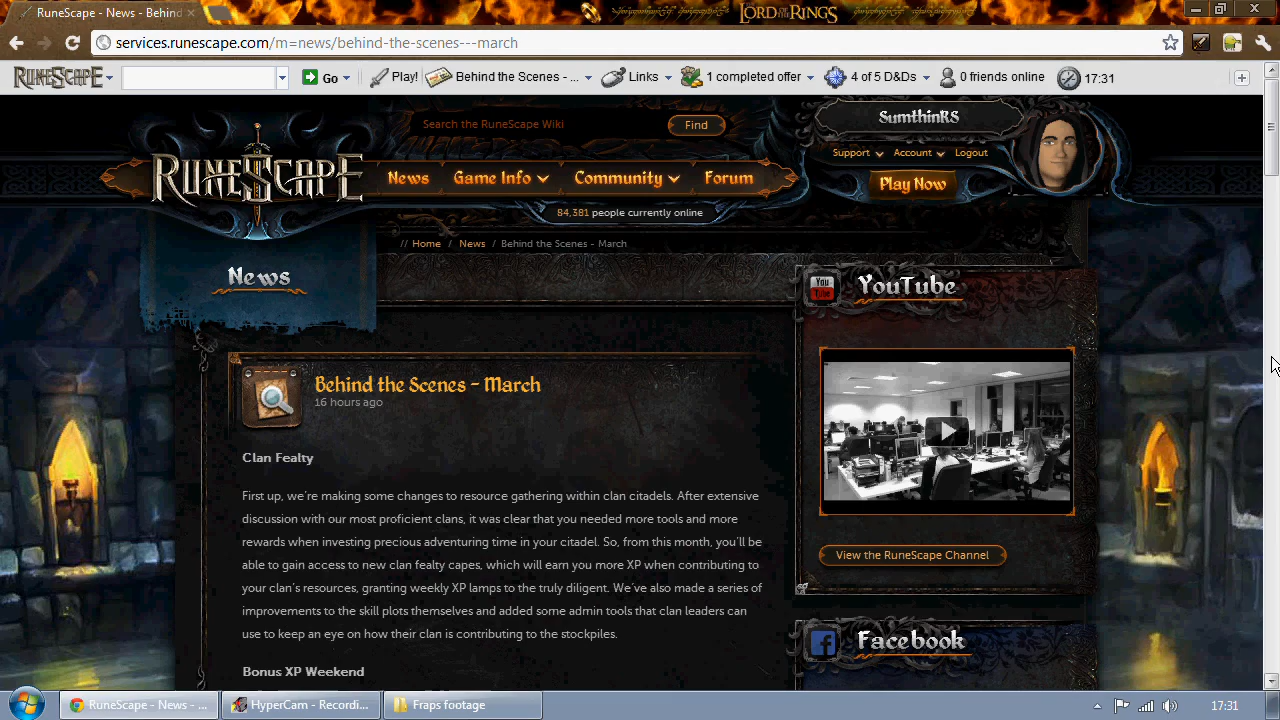 RuneScape - News - Behind
LORD OF THE RINGS
services.runescape.com/m=news/behind-the-scenes---march
RUNESCAPE
Go
Play!
Behind the Scenes - ...
Links
1 completed offer
4 of 5 D&Ds
0 friends online
17:31
Search the RuneScape Wiki
Find
SumthinRS
Support
Account
Logout
Play Now
RUNESCAPE
News
Game Info
Community
Forum
84,381 people currently online
// Home / News / Behind the Scenes - March
News
You Tube
YouTube
Behind the Scenes - March
16 hours ago
Clan Fealty
First up, we're making some changes to resource gathering within clan citadels. After extensive
discussion with our most proficient clans, it was clear that you needed more tools and more
rewards when investing precious adventuring time in your citadel. So, from this month, you'll be
able to gain access to new clan fealty capes, which will earn you more XP when contributing to
your clan's resources, granting weekly XP lamps to the truly diligent. We've also made a series of
improvements to the skill plots themselves and added some admin tools that clan leaders can
use to keep an eye on how their clan is contributing to the stockpiles.
Bonus XP Weekend
View the RuneScape Channel
Facebook
RuneScape - News - ...
HyperCam - Recordi...
Fraps footage
17:31